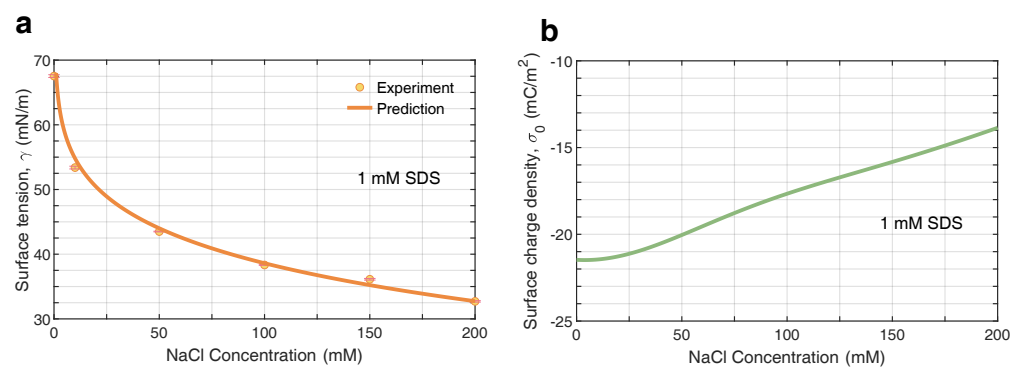 a
70
60
50
40
30
0
50
100
150
200
Surface tension, γ (mN/m)
NaCl Concentration (mM)
Experiment
Prediction
1 mM SDS
b
-10
-15
-20
-25
0
50
100
150
200
Surface charge density, σ0 (mC/m2)
NaCl Concentration (mM)
1 mM SDS